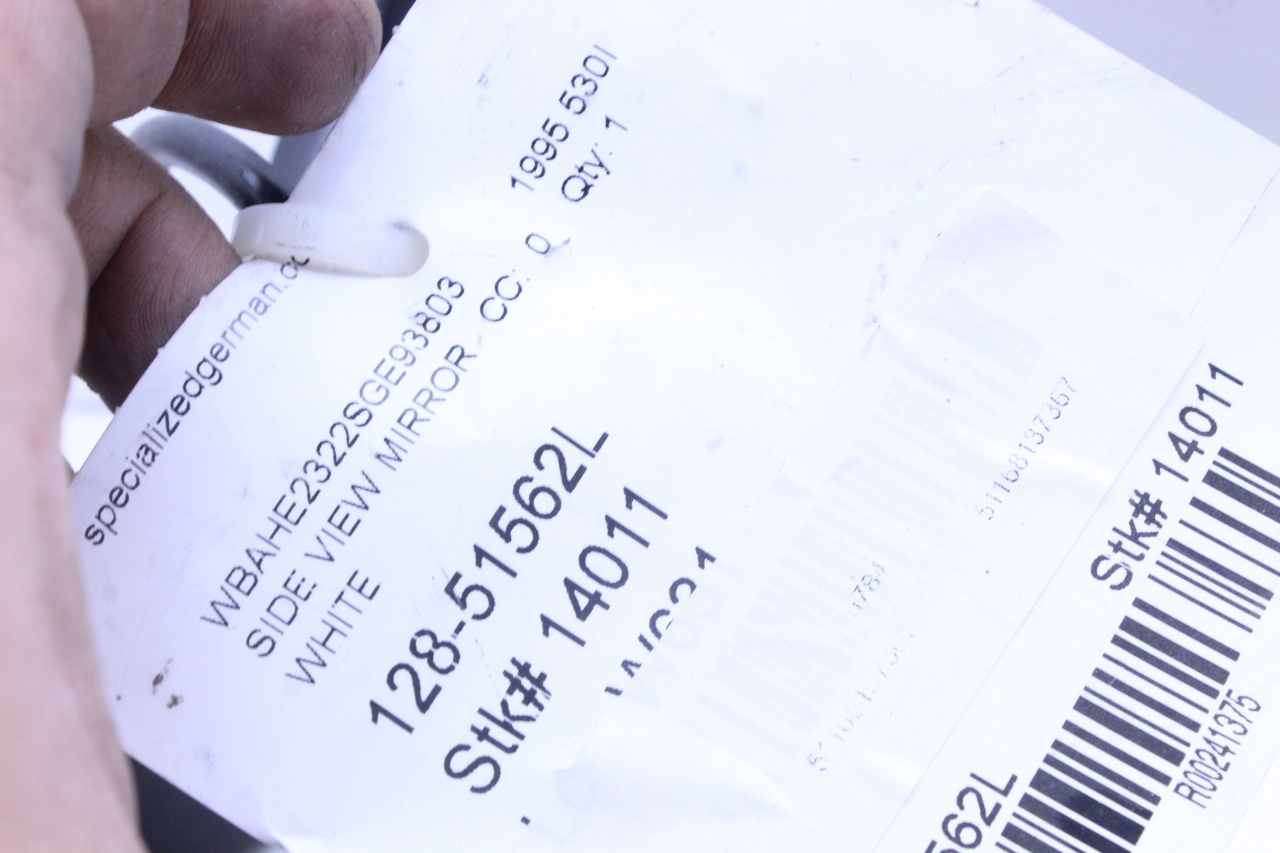 specializedgerman.co
WBAHE2322SGE93803
1995 530I
SIDE VIEW MIRROR
CC: 0
Qty: 1
WHITE
128-51562L
Stk# 14011
51168137367
Stk# 14011
562L
R00241375